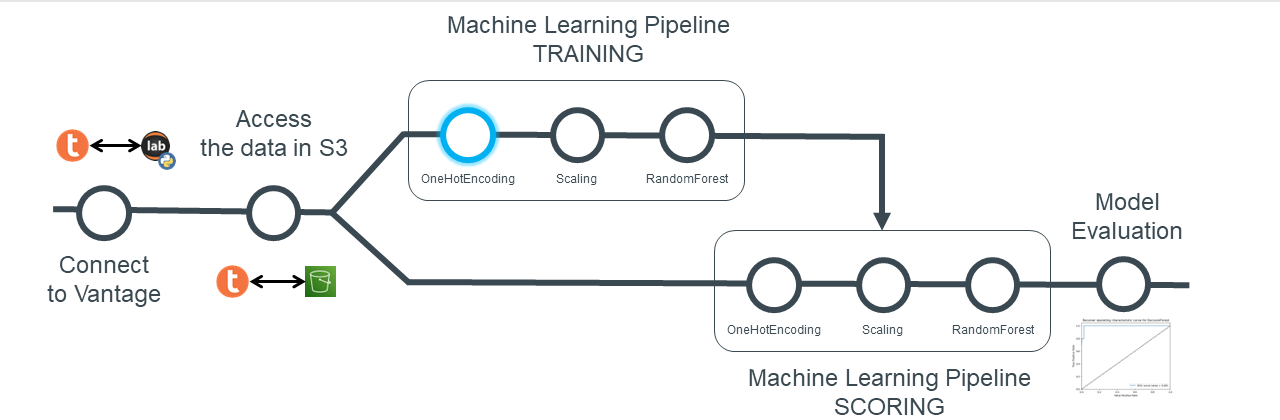 Machine Learning Pipeline
TRAINING
Access
the data in S3
t
lab
OneHotEncoding
Scaling
RandomForest
Connect
to Vantage
t
Model
Evaluation
OneHotEncoding
Scaling
RandomForest
Machine Learning Pipeline
SCORING